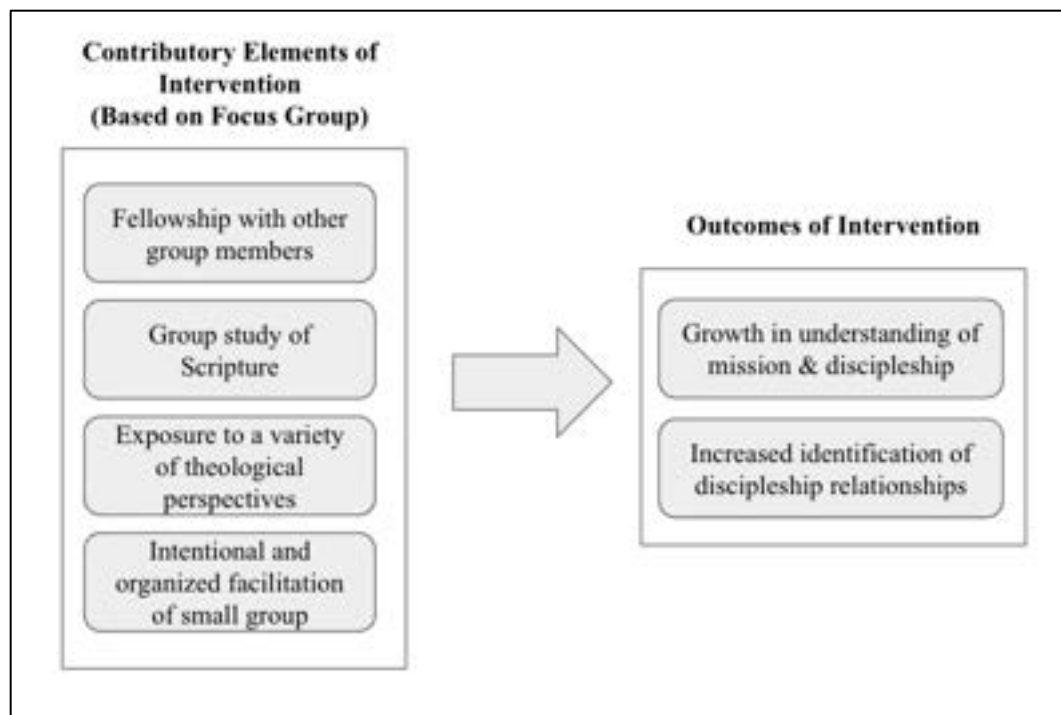 Contributory Elements of
Intervention
(Based on Focus Group)
Fellowship with other
group members
Group study of
Scripture
Exposure to a variety
of theological
perspectives
Intentional and
organized facilitation
of small group
Outcomes of Intervention
Growth in understanding of
mission & discipleship
Increased identification of
discipleship relationships